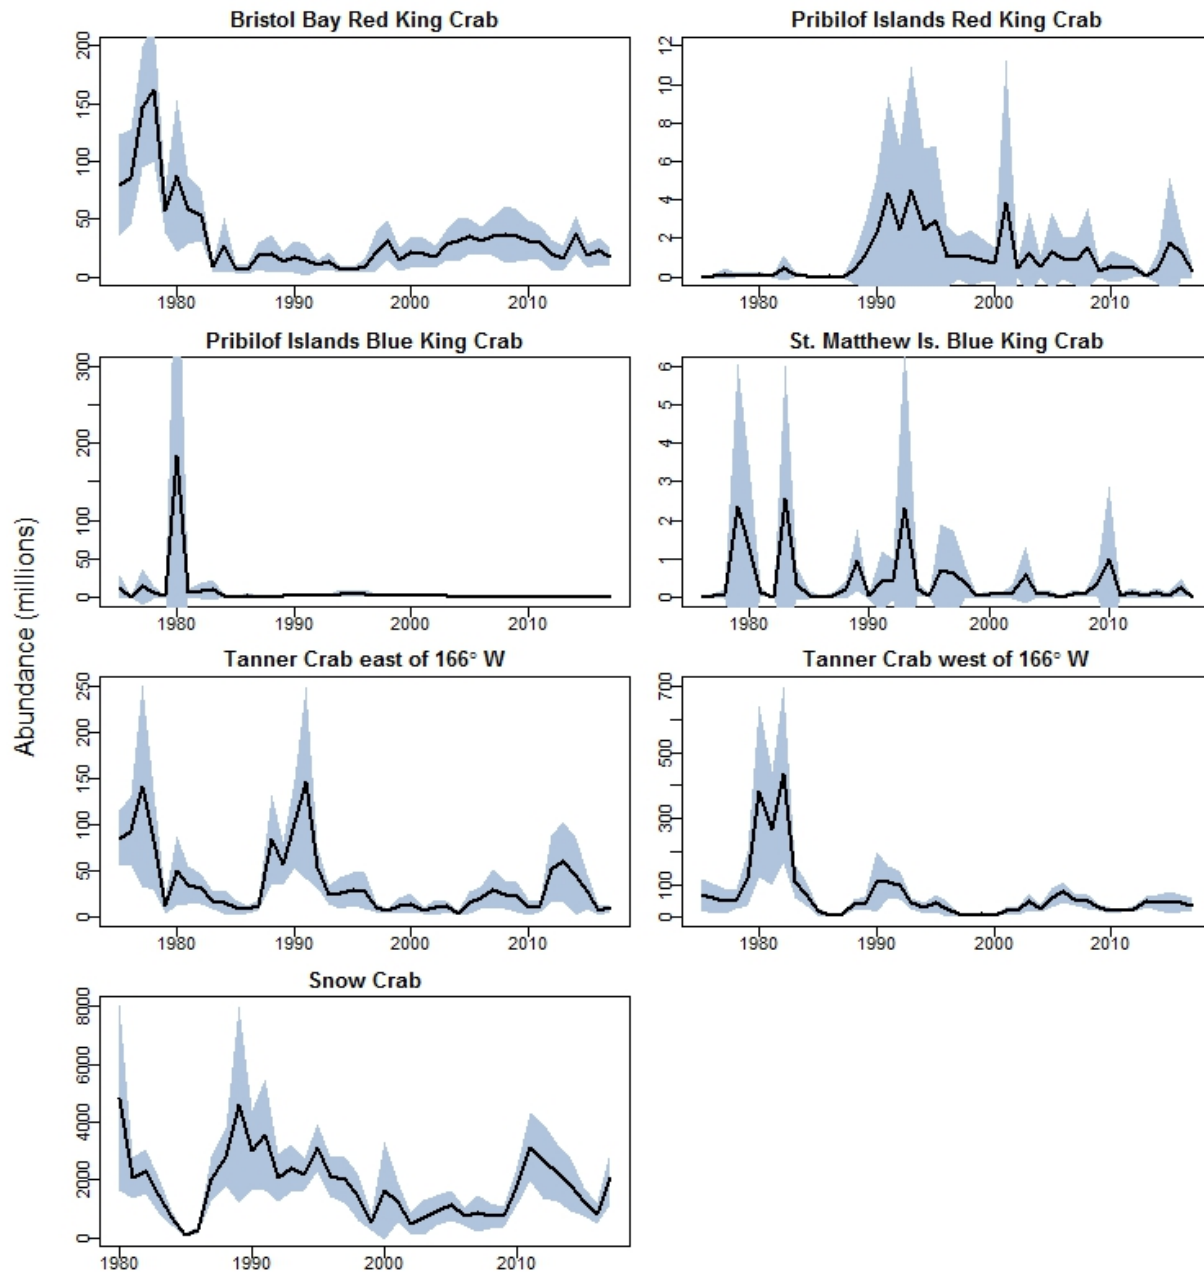 Bristol Bay Red King Crab
200
150
100
50
0
1980 1990 2000 2010
Pribilof Islands Red King Crab
12
10
8
6
4
2
0
1980 1990 2000 2010
Pribilof Islands Blue King Crab
300
200
100
50
0
1980 1990 2000 2010
St. Matthew Is. Blue King Crab
6
5
4
3
2
1
0
1980 1990 2000 2010
Abundance (millions)
Tanner Crab east of 166° W
250
200
150
100
50
0
1980 1990 2000 2010
Tanner Crab west of 166° W
700
500
300
100
0
1980 1990 2000 2010
Snow Crab
8000
6000
4000
2000
0
1980 1990 2000 2010